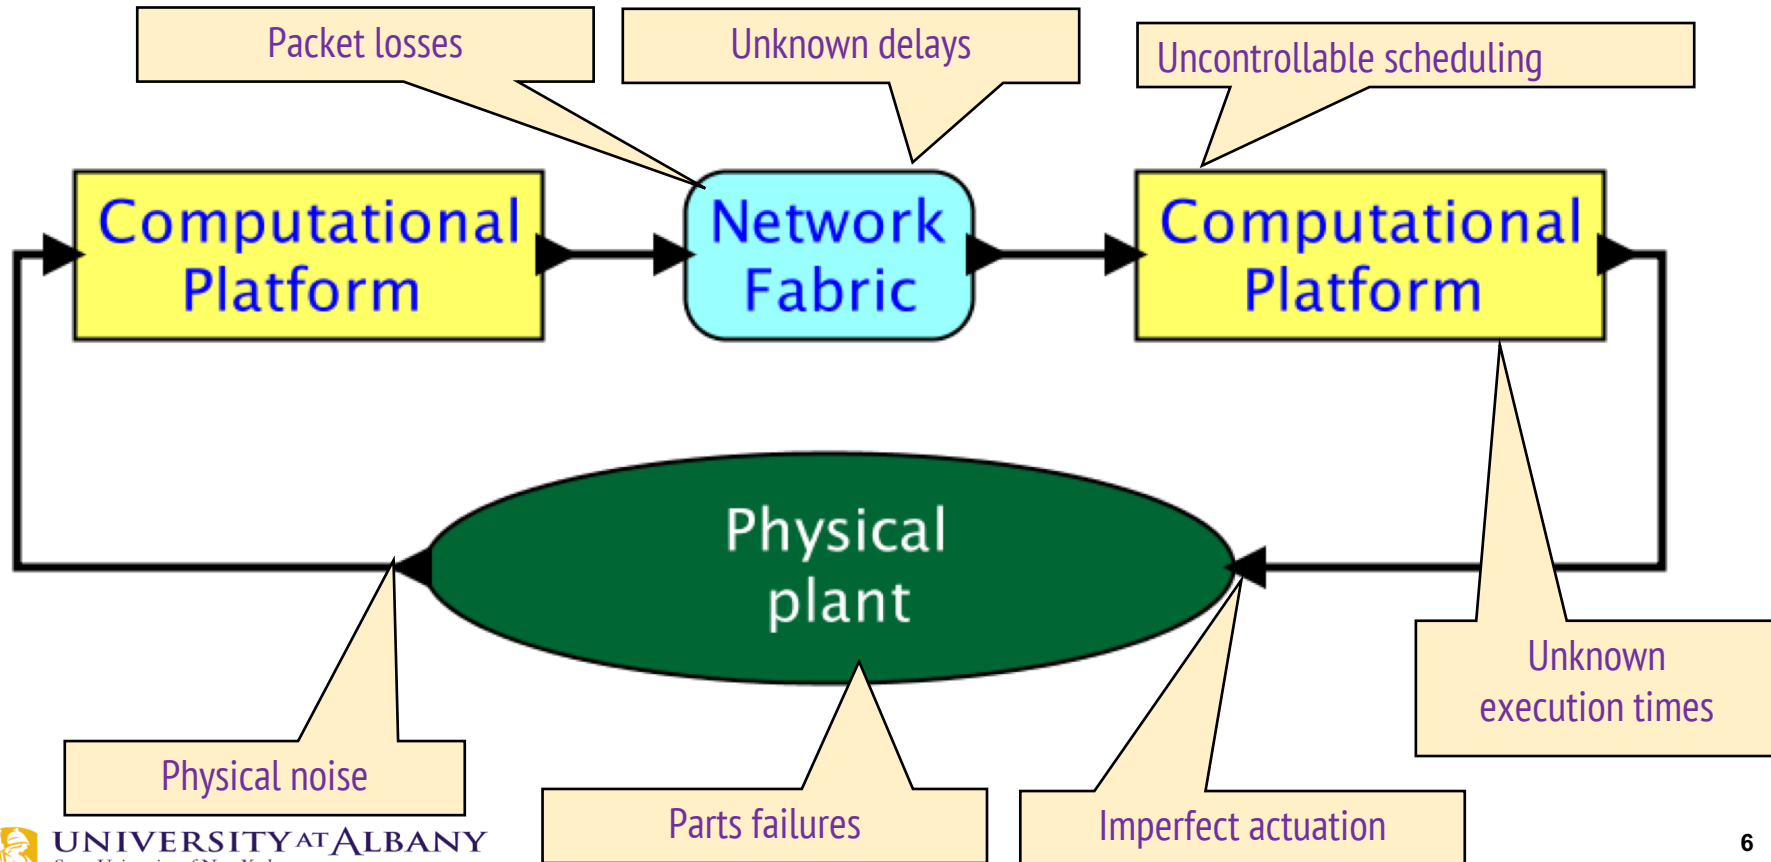 Packet losses
Unknown delays
Uncontrollable scheduling
Computational
Platform
Network
Fabric
Computational
Platform
Physical
plant
Unknown
execution times
Physical noise
Parts failures
Imperfect actuation
UNIVERSITY AT ALBANY
6